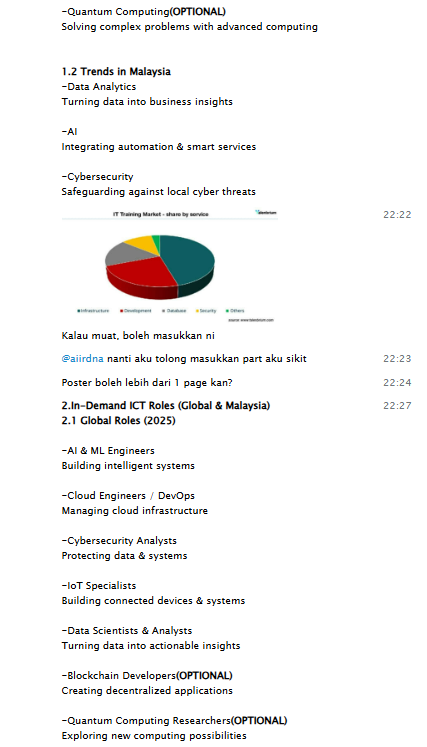 -Quantum Computing(OPTIONAL)
Solving complex problems with advanced computing
1.2 Trends in Malaysia
-Data Analytics
Turning data into business insights
-AI
Integrating automation & smart services
-Cybersecurity
Safeguarding against local cyber threats
22:22
IT Training Market - share by service
Infrastructure Development Database Security Others
Kalau muat, boleh masukkan ni
@aiirdna nanti aku tolong masukkan part aku sikit 22:23
Poster boleh lebih dari 1 page kan? 22:24
2.In-Demand ICT Roles (Global & Malaysia) 22:27
2.1 Global Roles (2025)
-AI & ML Engineers
Building intelligent systems
-Cloud Engineers / DevOps
Managing cloud infrastructure
-Cybersecurity Analysts
Protecting data & systems
-IoT Specialists
Building connected devices & systems
-Data Scientists & Analysts
Turning data into actionable insights
-Blockchain Developers(OPTIONAL)
Creating decentralized applications
-Quantum Computing Researchers(OPTIONAL)
Exploring new computing possibilities